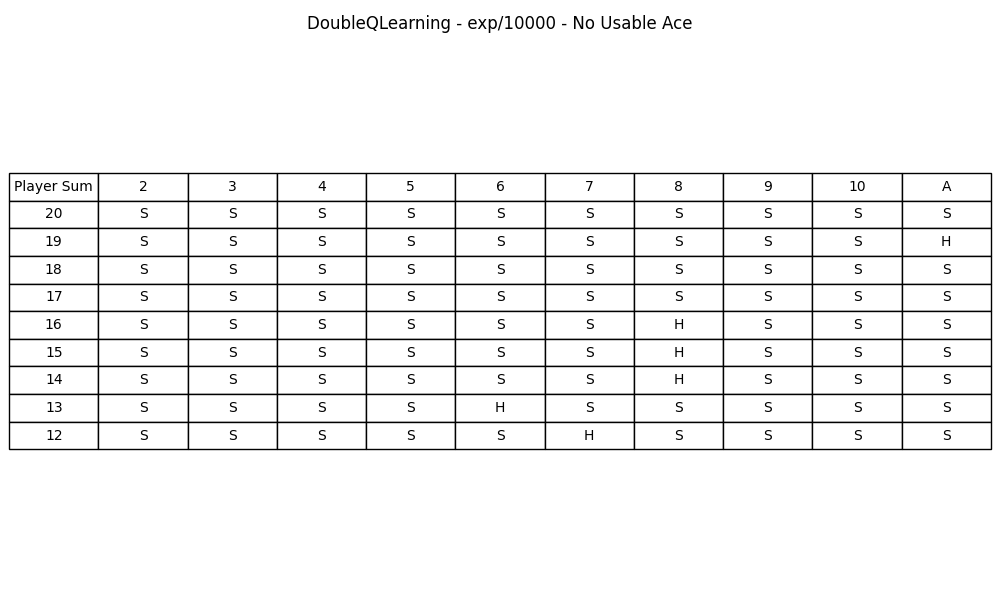 DoubleQLearning - exp/10000 - No Usable Ace
Player Sum 2 3 4 5 6 7 8 9 10 A
20 S S S S S S S S S S
19 S S S S S S S S S H
18 S S S S S S S S S S
17 S S S S S S S S S S
16 S S S S S S H S S S
15 S S S S S S H S S S
14 S S S S S S H S S S
13 S S S S H S S S S S
12 S S S S S H S S S S